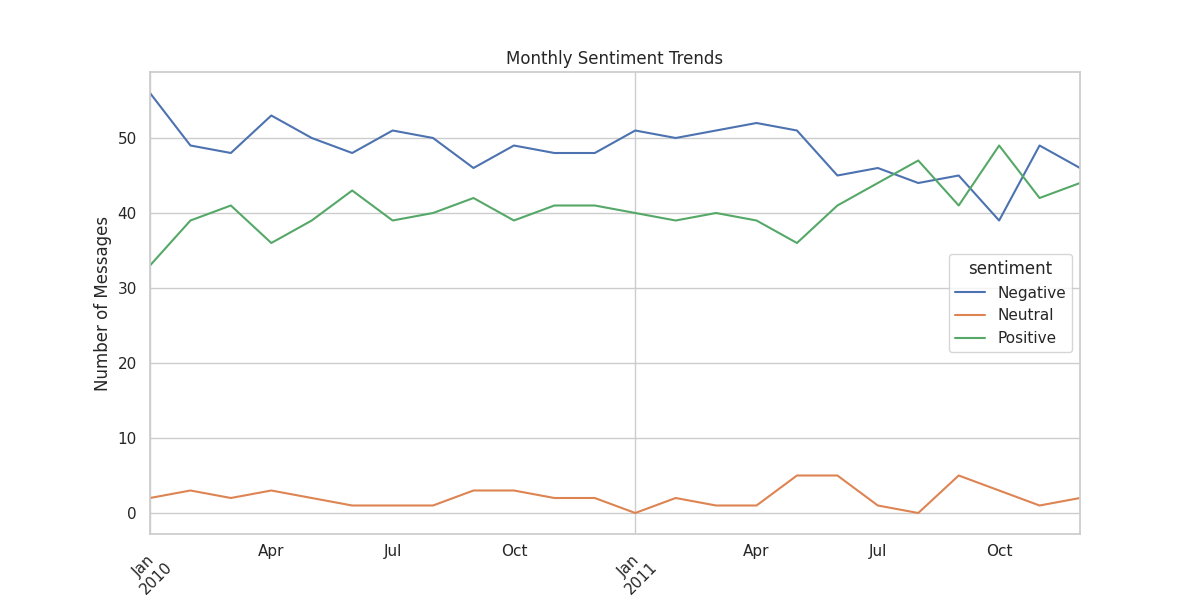 Monthly Sentiment Trends
Number of Messages
50
40
30
20
10
0
sentiment
Negative
Neutral
Positive
Jan
2010
Apr
Jul
Oct
Jan
2011
Apr
Jul
Oct